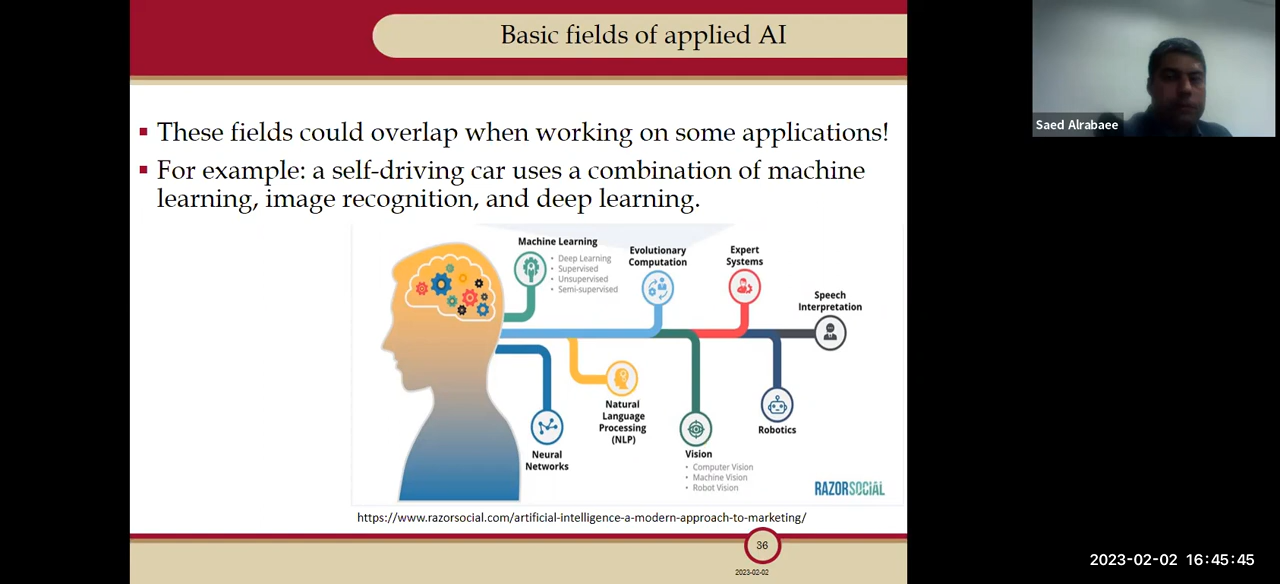 Basic fields of applied AI
▪ These fields could overlap when working on some applications!
▪ For example: a self-driving car uses a combination of machine
learning, image recognition, and deep learning.
Machine Learning
• Deep Learning
• Supervised
• Unsupervised
• Semi-supervised
Evolutionary
Computation
Expert
Systems
Speech
Interpretation
Neural
Networks
Natural
Language
Processing
(NLP)
Vision
• Computer Vision
• Machine Vision
• Robot Vision
Robotics
RAZORSOCIAL
https://www.razorsocial.com/artificial-intelligence-a-modern-approach-to-marketing/
36
2023-02-02
Saed Alrabaee
2023-02-02 16:45:45